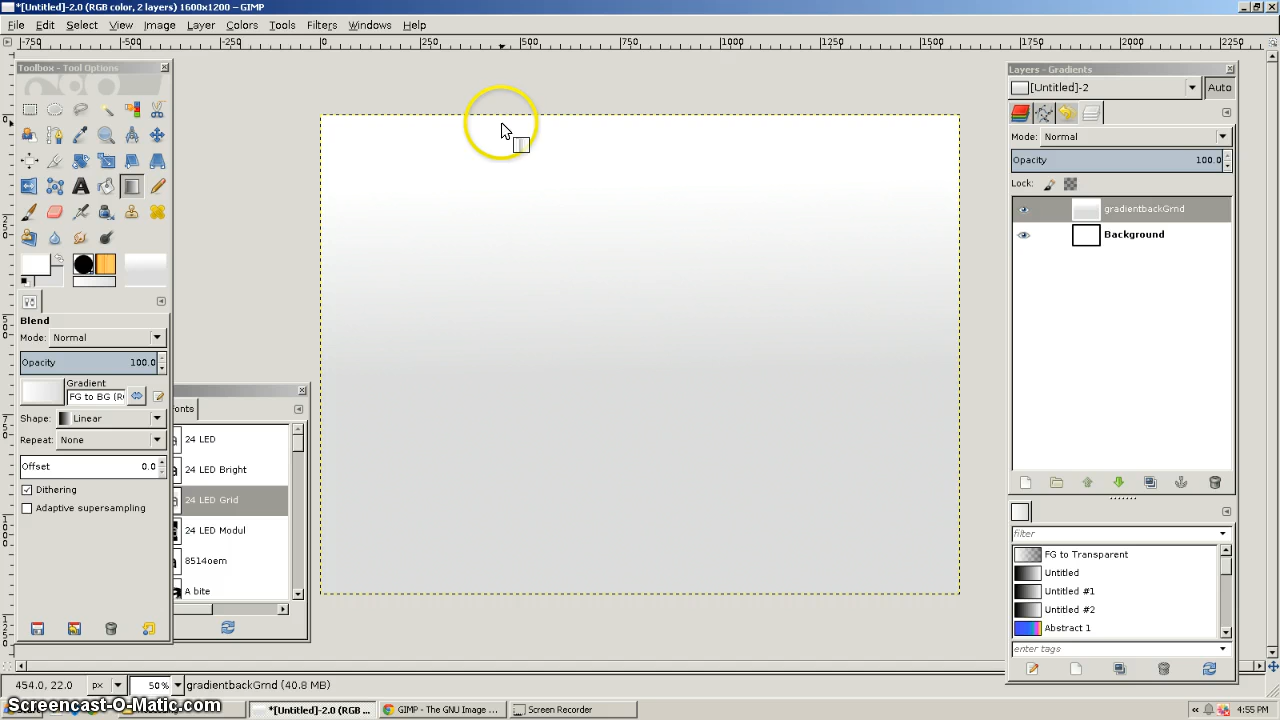 *[Untitled]-2.0 (RGB color, 2 layers) 1600x1200 – GIMP
File Edit Select View Image Layer Colors Tools Filters Windows Help
-750 -500 -250 0 250 500 750 1000 1250 1500 1750 2000 2250
Toolbox - Tool Options
Blend
Mode: Normal
Opacity 100.0
Gradient
FG to BG (R
Shape: Linear
Repeat: None
Offset 0.0
Dithering
Adaptive supersampling
onts
24 LED
24 LED Bright
24 LED Grid
24 LED Modul
8514oem
A bite
Layers - Gradients
[Untitled]-2
Auto
Mode: Normal
Opacity 100.0
Lock:
gradientbackGrnd
Background
filter
FG to Transparent
Untitled
Untitled #1
Untitled #2
Abstract 1
enter tags
454.0, 22.0 px 50% gradientbackGrnd (40.8 MB)
Screencast-O-Matic.com
*[Untitled]-2.0 (RGB ... GIMP - The GNU Image ... Screen Recorder
4:55 PM